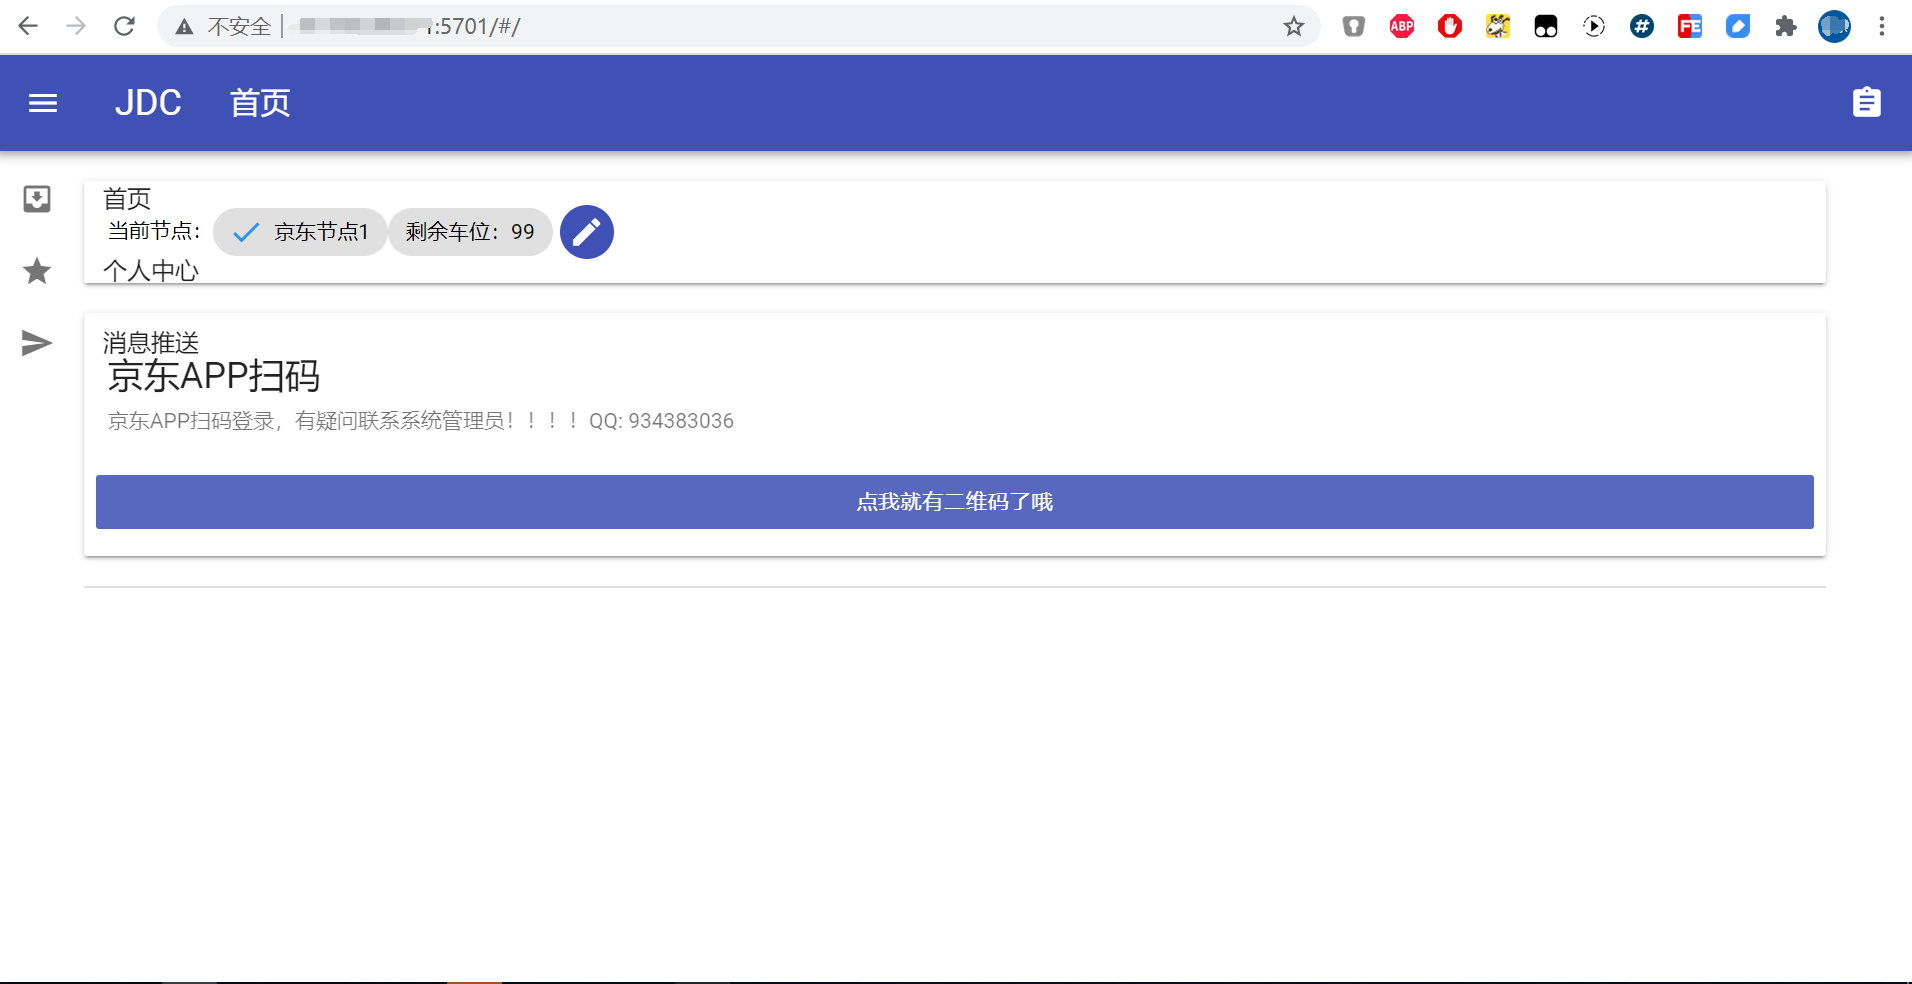 不安全 :5701/#/
ABP
FE
JDC 首页
首页
当前节点： 京东节点1 剩余车位：99
个人中心
消息推送
京东APP扫码
京东APP扫码登录，有疑问联系系统管理员！！！！QQ: 934383036
点我就有二维码了哦